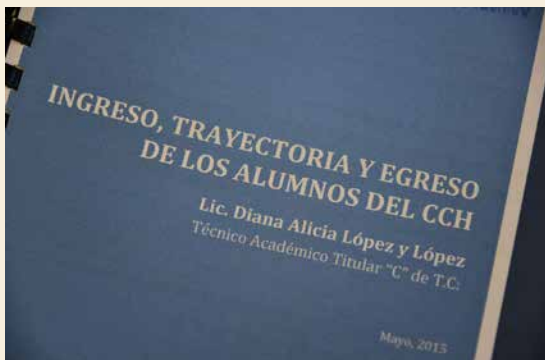 INGRESO, TRAYECTORIA Y EGRESO
DE LOS ALUMNOS DEL CCH
Lic. Diana Alicia López y López
Técnico Académico Titular "C" de T.C.
Mayo, 2015